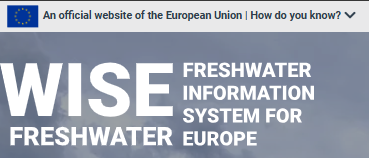 An official website of the European Union | How do you know?
WISE
FRESHWATER
FRESHWATER
INFORMATION
SYSTEM FOR
EUROPE